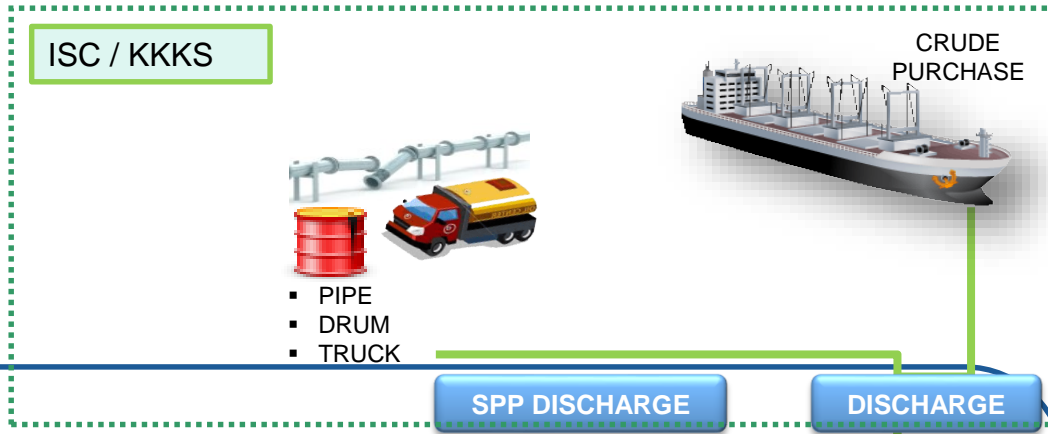 ISC / KKKS
CRUDE
PURCHASE
▪ PIPE
▪ DRUM
▪ TRUCK
SPP DISCHARGE
DISCHARGE